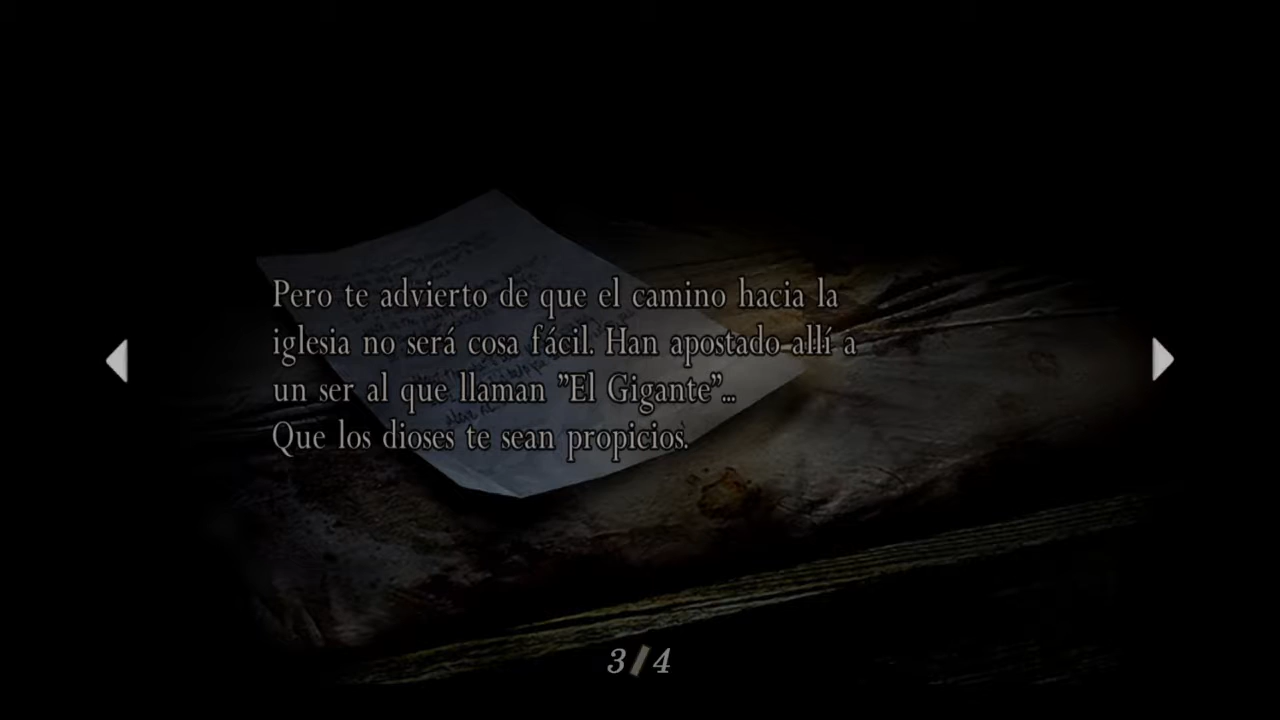 Pero te advierto de que el camino hacia la
iglesia no será cosa fácil. Han apostado allí a
un ser al que llaman ”El Gigante”...
Que los dioses te sean propicios.
3/4